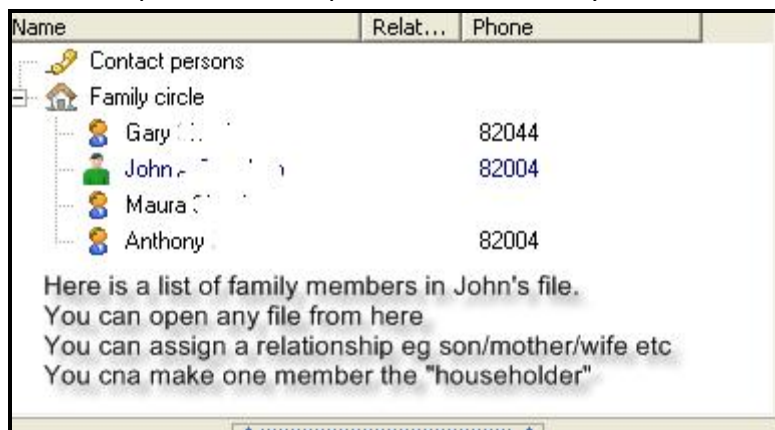 Name Relat... Phone
Contact persons
Family circle
Gary 82044
John 82004
Maura
Anthony 82004
Here is a list of family members in John's file.
You can open any file from here
You can assign a relationship eg son/mother/wife etc
You cna make one member the "householder"